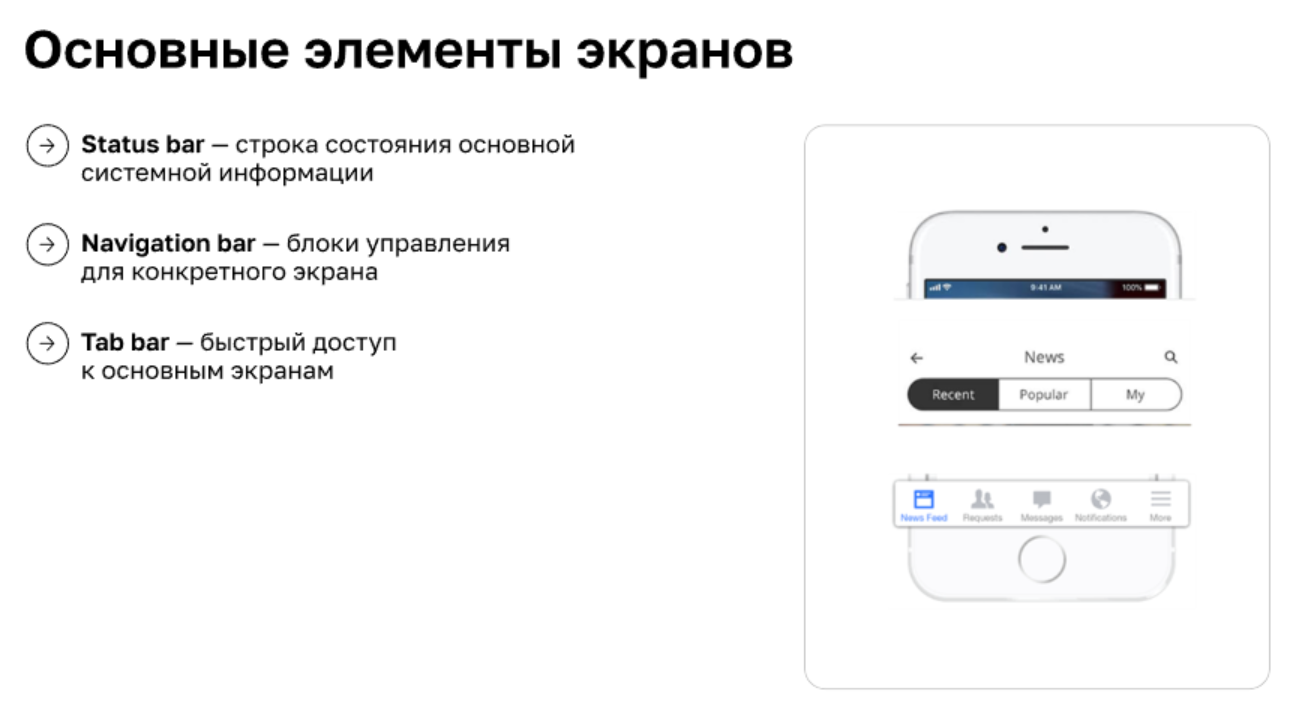 Основные элементы экранов
Status bar — строка состояния основной
системной информации
Navigation bar — блоки управления
для конкретного экрана
Tab bar — быстрый доступ
к основным экранам
9:41 AM 100%
News
Recent Popular My
News Feed Requests Messages Notifications More